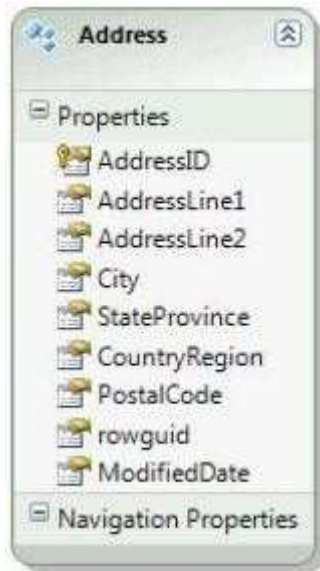 Address
Properties
AddressID
AddressLine1
AddressLine2
City
StateProvince
CountryRegion
PostalCode
rowguid
ModifiedDate
Navigation Properties